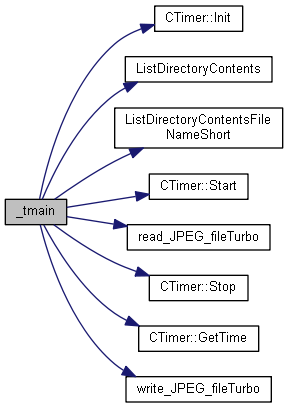 CTimer::Init
ListDirectoryContents
ListDirectoryContentsFile
NameShort
_tmain
CTimer::Start
read_JPEG_fileTurbo
CTimer::Stop
CTimer::GetTime
write_JPEG_fileTurbo